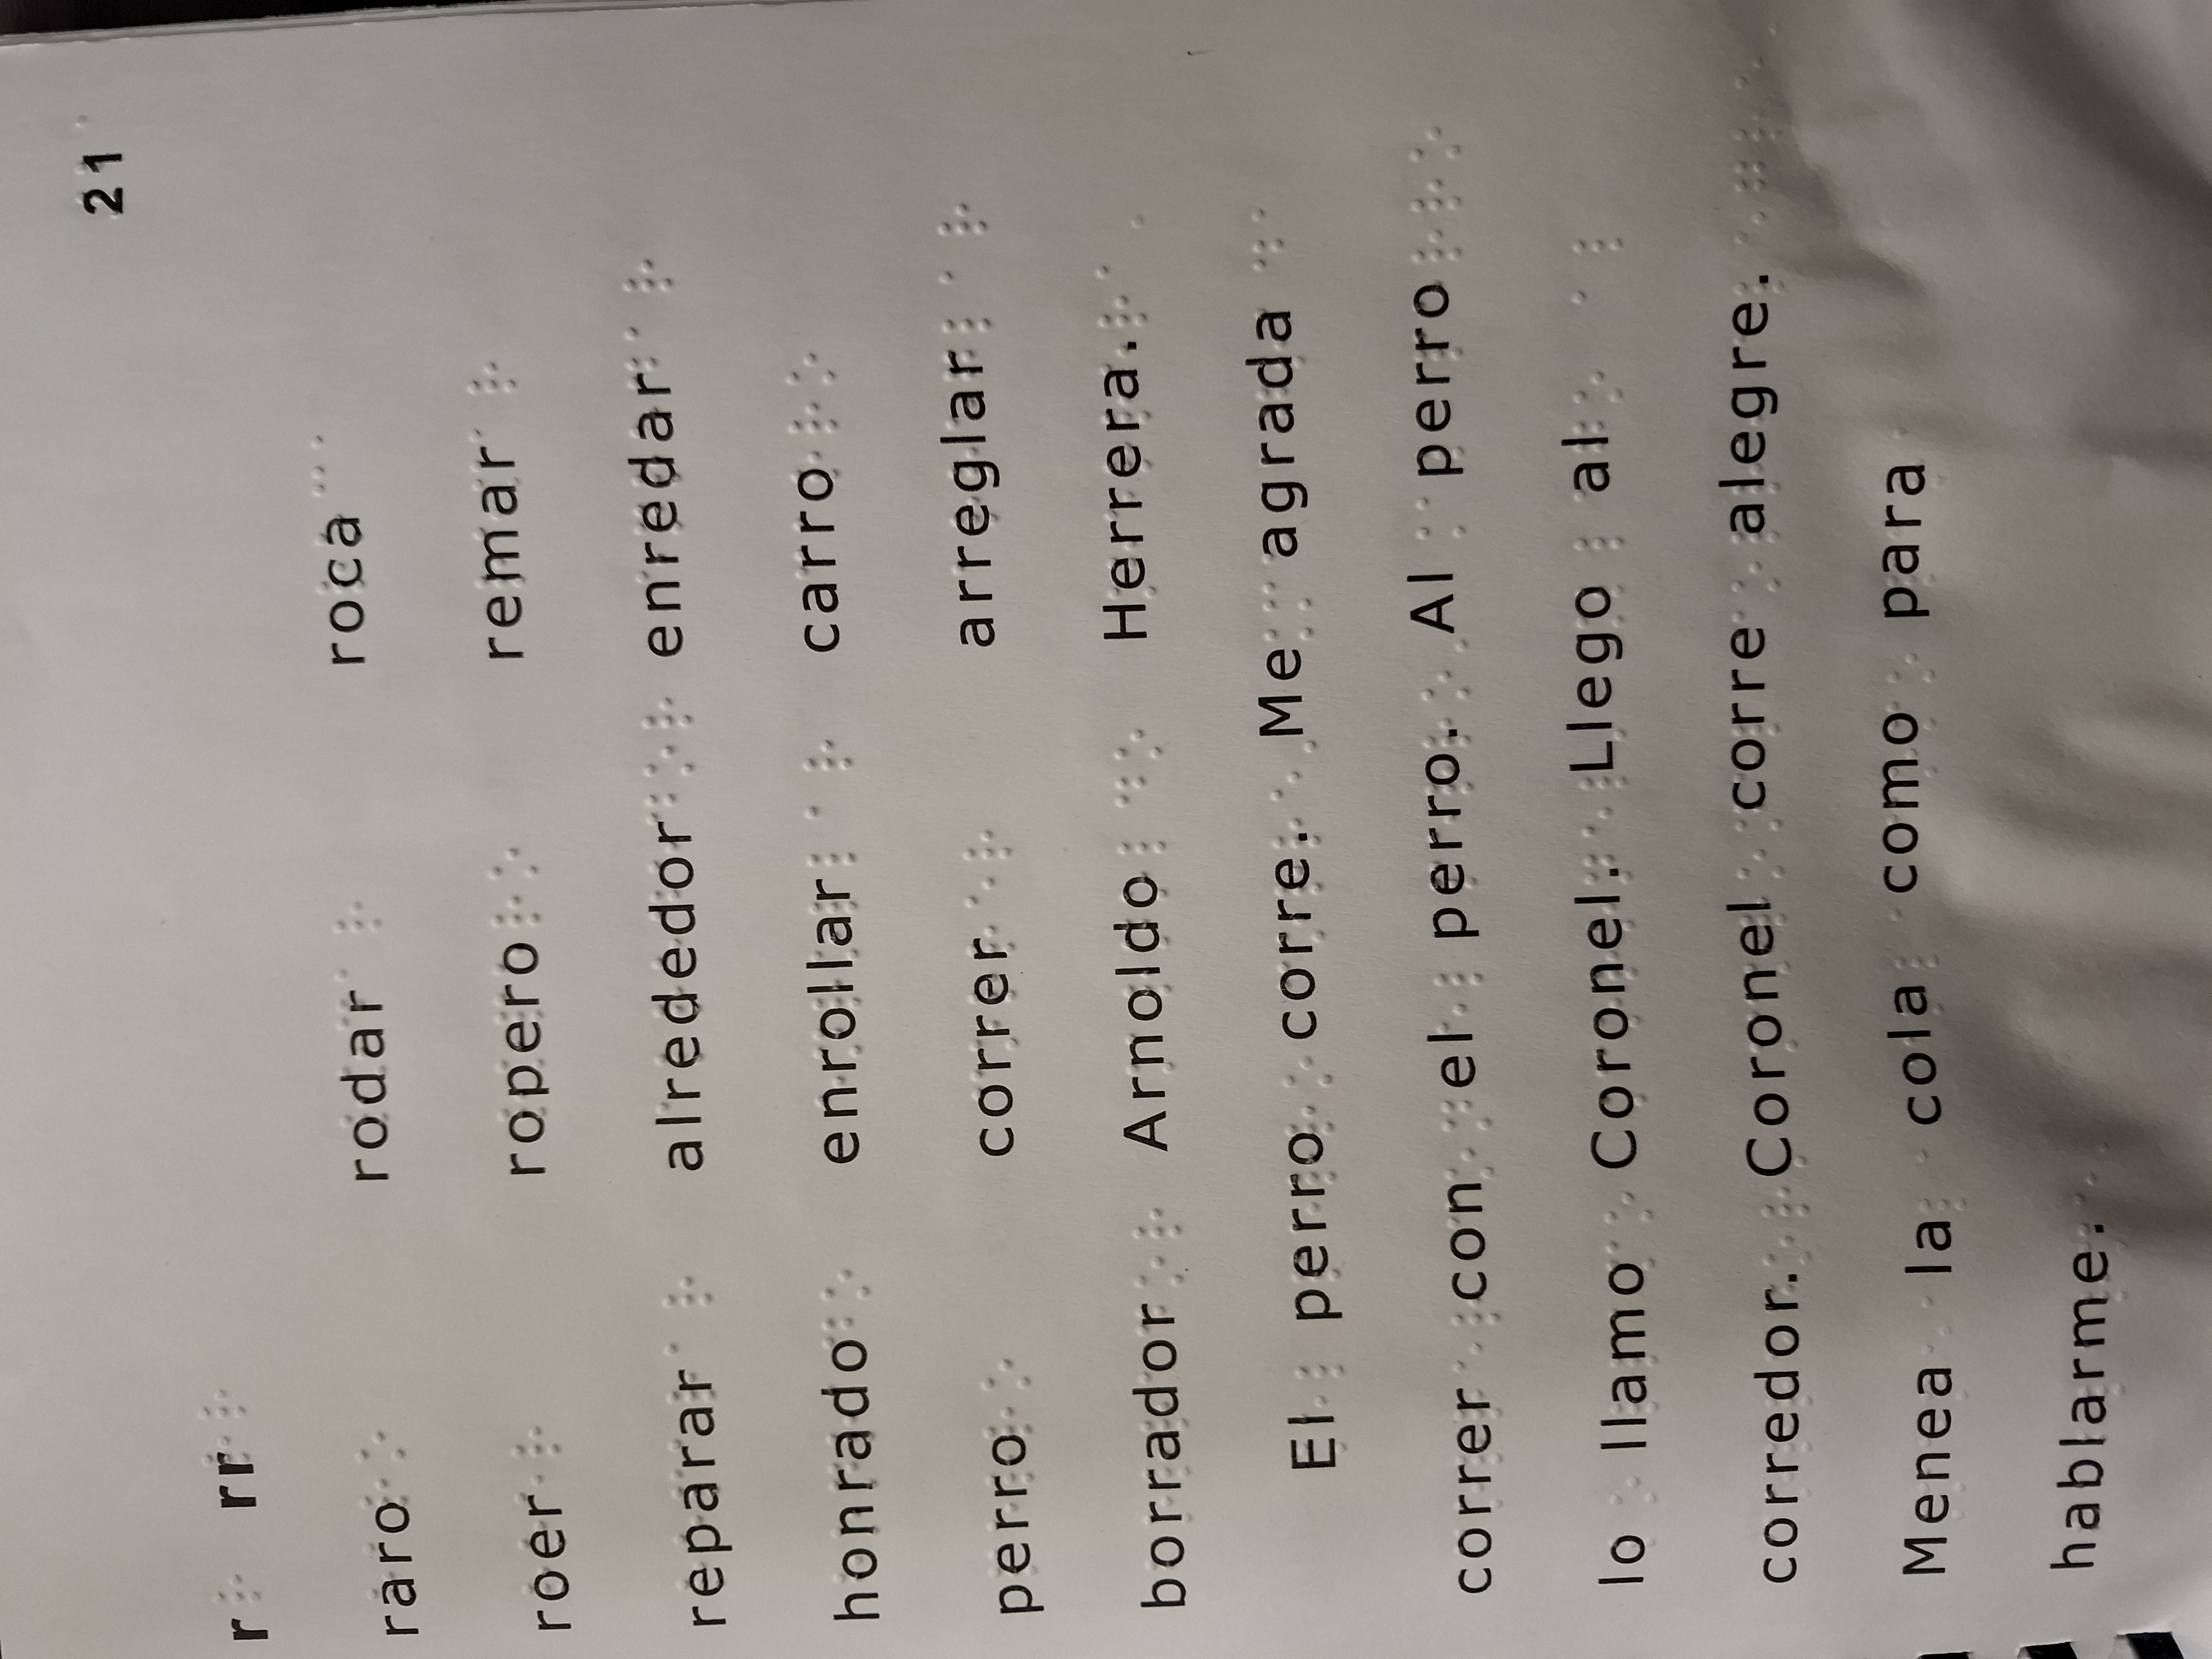 21
r rr
raro rodar roca
roer ropero remar
reparar alrededor enredar
honrado enrollar carro
perro correr arreglar
borrador Arnoldo Herrera.
El perro corre. Me agrada
correr con el perro. Al perro
lo llamo Coronel. Llego al
corredor. Coronel corre alegre.
Menea la cola como para
hablarme.